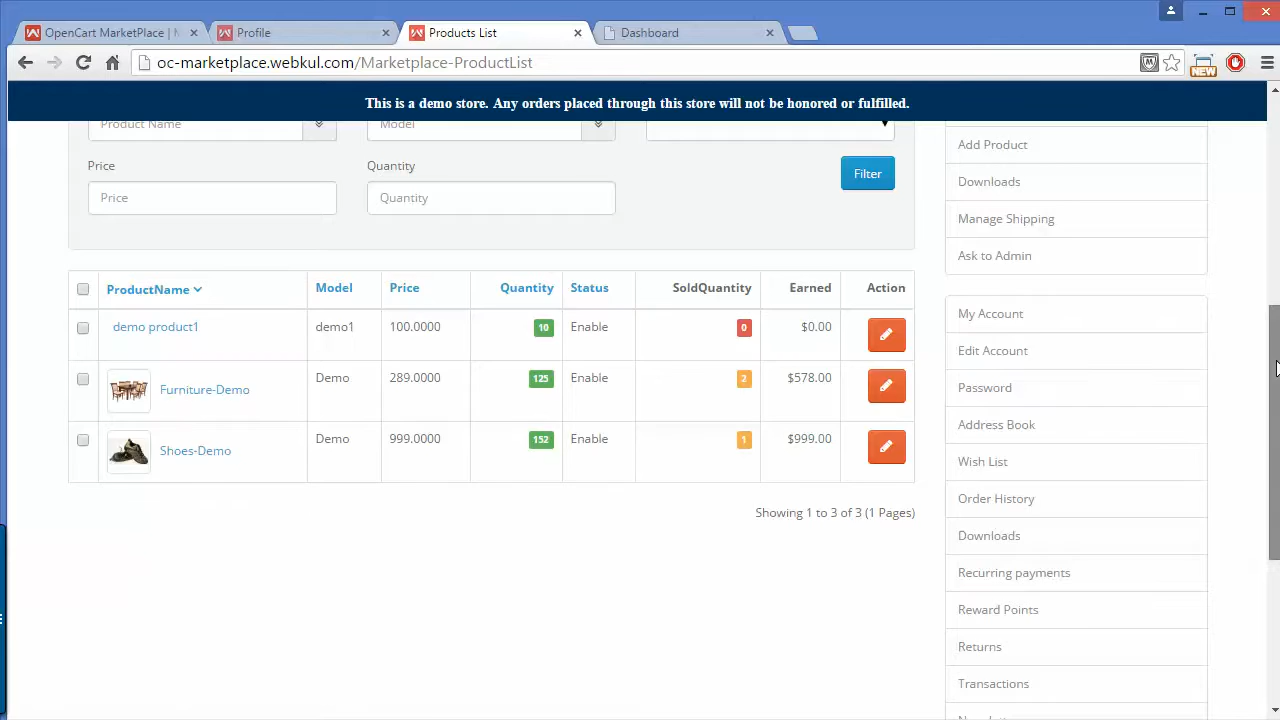 OpenCart MarketPlace | M
Profile
Products List
Dashboard
oc-marketplace.webkul.com/Marketplace-ProductList
NEW
This is a demo store. Any orders placed through this store will not be honored or fulfilled.
Product Name
Model
Price
Quantity
Price
Quantity
Filter
ProductName Model Price Quantity Status SoldQuantity Earned Action
demo product1 demo1 100.0000 10 Enable 0 $0.00
Furniture-Demo Demo 289.0000 125 Enable 2 $578.00
Shoes-Demo Demo 999.0000 152 Enable 1 $999.00
Showing 1 to 3 of 3 (1 Pages)
Add Product
Downloads
Manage Shipping
Ask to Admin
My Account
Edit Account
Password
Address Book
Wish List
Order History
Downloads
Recurring payments
Reward Points
Returns
Transactions